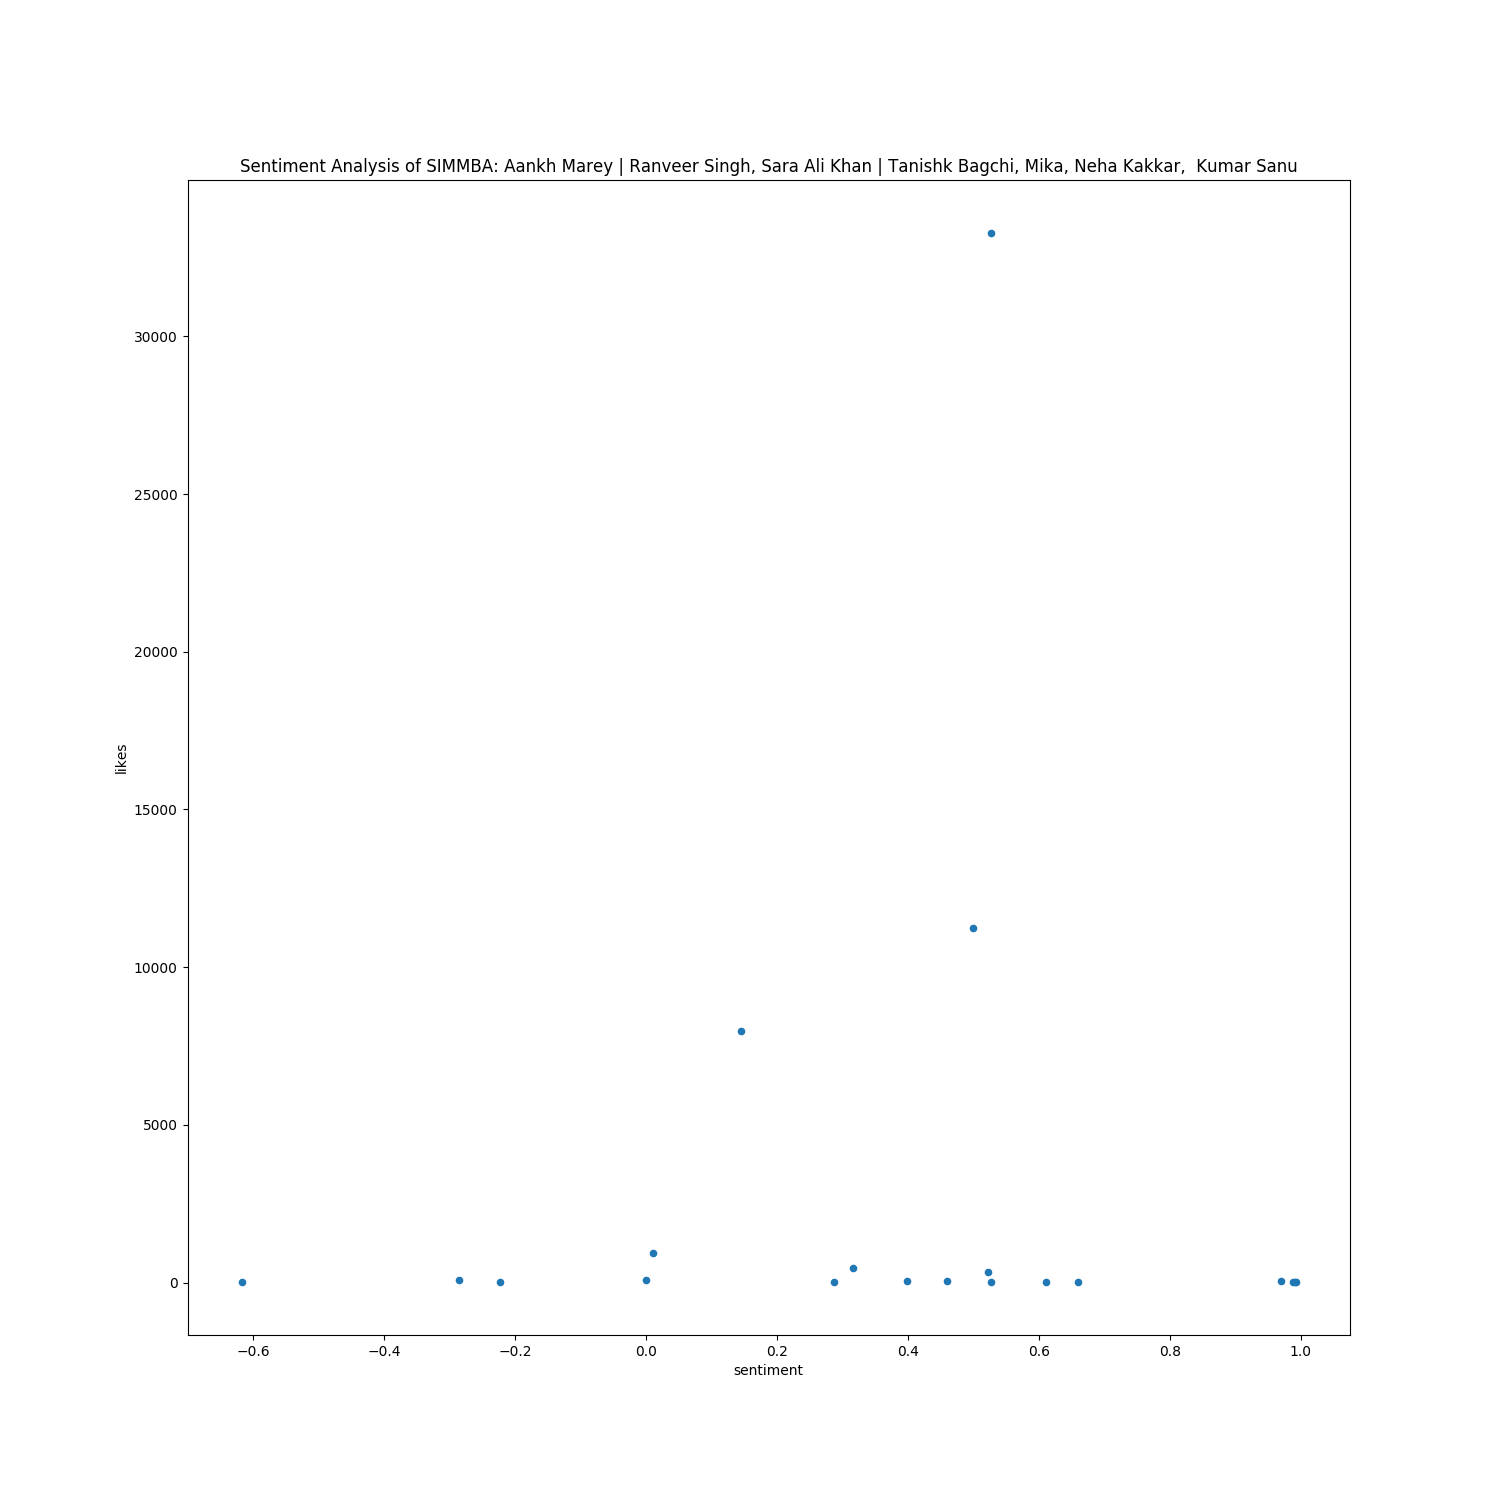 Sentiment Analysis of SIMMBA: Aankh Marey | Ranveer Singh, Sara Ali Khan | Tanishk Bagchi, Mika, Neha Kakkar,  Kumar Sanu
30000
25000
20000
15000
10000
5000
0
likes
−0.6 −0.4 −0.2 0.0 0.2 0.4 0.6 0.8 1.0
sentiment